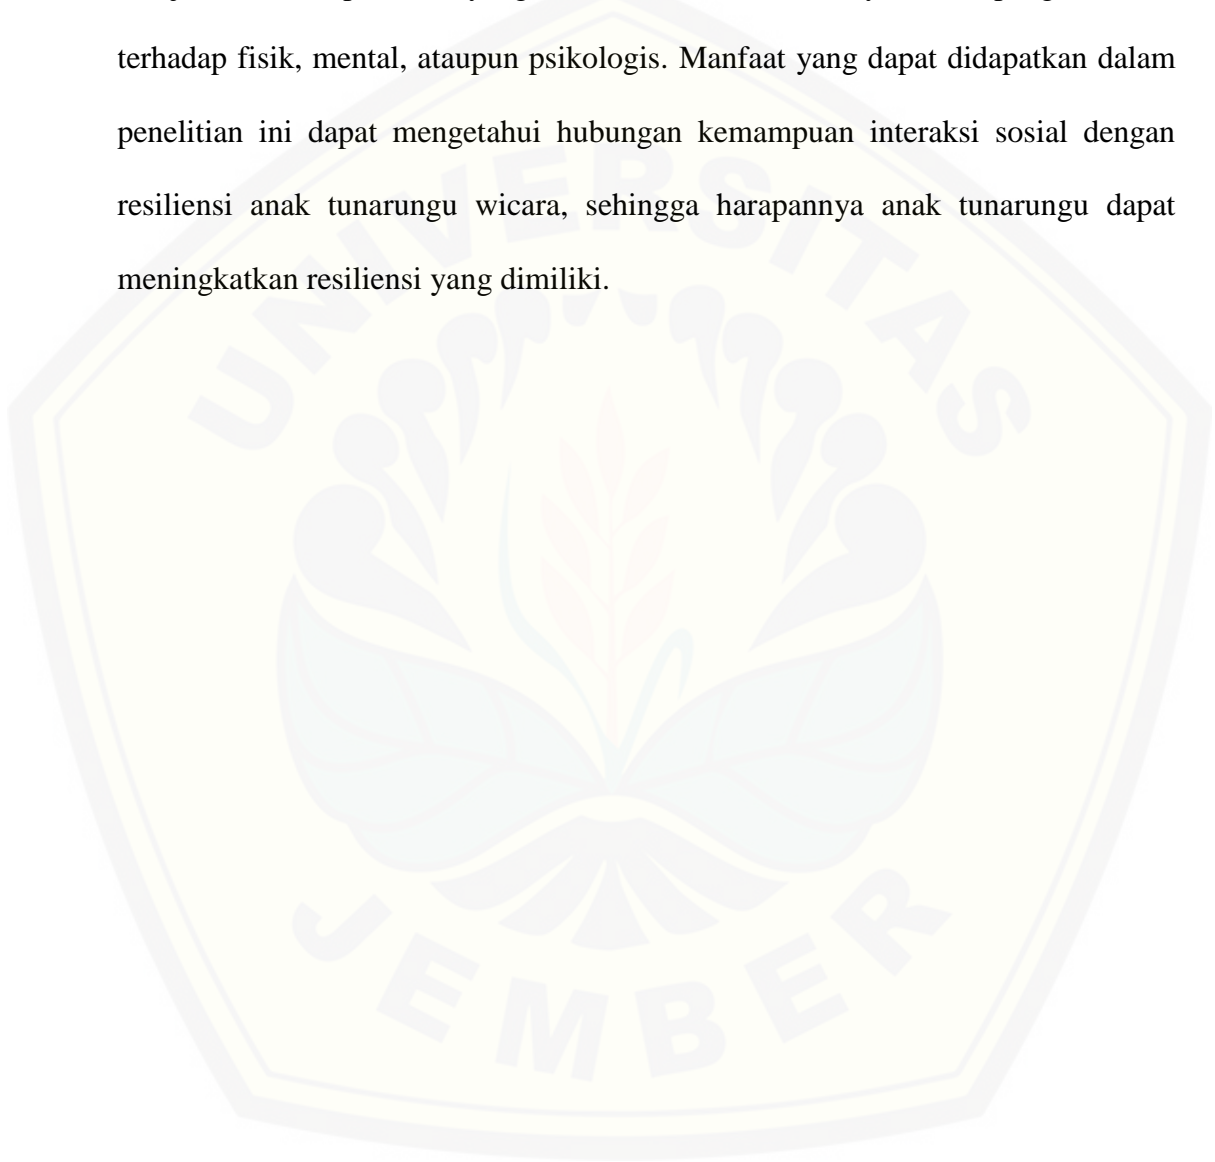 terhadap fisik, mental, ataupun psikologis. Manfaat yang dapat didapatkan dalam
penelitian ini dapat mengetahui hubungan kemampuan interaksi sosial dengan
resiliensi anak tunarungu wicara, sehingga harapannya anak tunarungu dapat
meningkatkan resiliensi yang dimiliki.
UNIVERSITAS
JEMBER